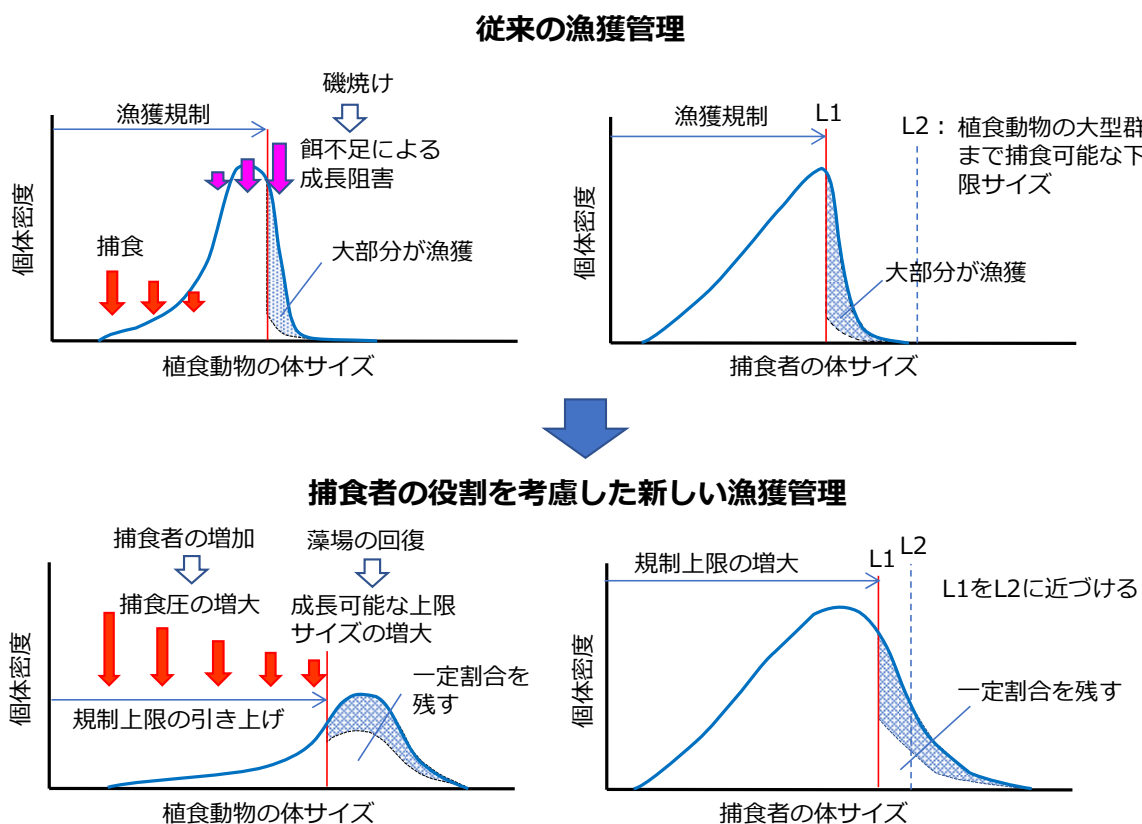 従来の漁獲管理
磯焼け
漁獲規制
餌不足による
成長阻害
捕食
大部分が漁獲
個体密度
植食動物の体サイズ
漁獲規制
L1
L2： 植食動物の大型群
まで捕食可能な下
限サイズ
大部分が漁獲
個体密度
捕食者の体サイズ
捕食者の役割を考慮した新しい漁獲管理
捕食者の増加
藻場の回復
捕食圧の増大
成長可能な上限
サイズの増大
一定割合を
残す
規制上限の引き上げ
個体密度
植食動物の体サイズ
規制上限の増大
L1
L2
L1をL2に近づける
一定割合を残す
個体密度
捕食者の体サイズ